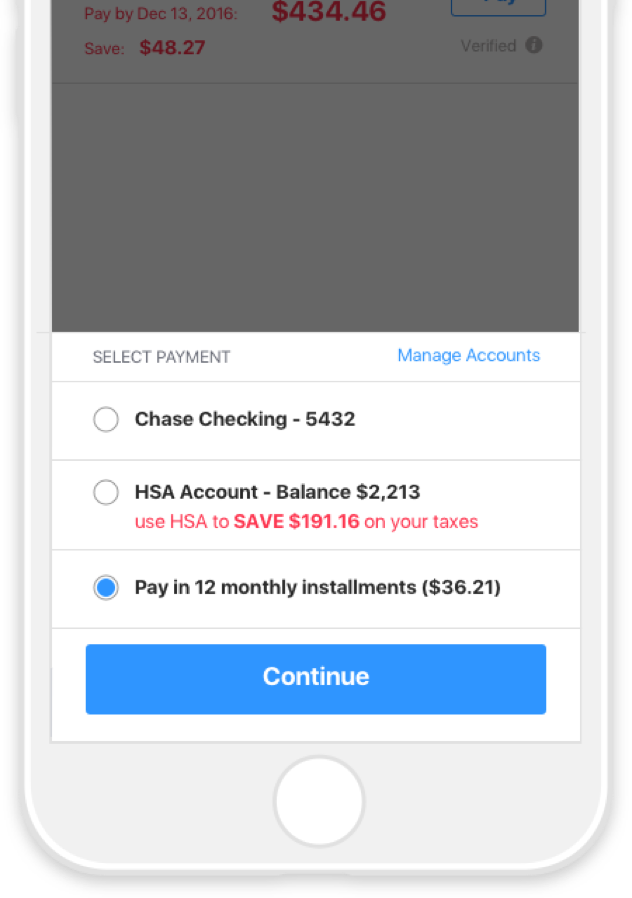 Pay by Dec 13, 2016: $434.46 Pay
Save: $48.27 Verified
SELECT PAYMENT Manage Accounts
Chase Checking - 5432
HSA Account - Balance $2,213
use HSA to SAVE $191.16 on your taxes
Pay in 12 monthly installments ($36.21)
Continue